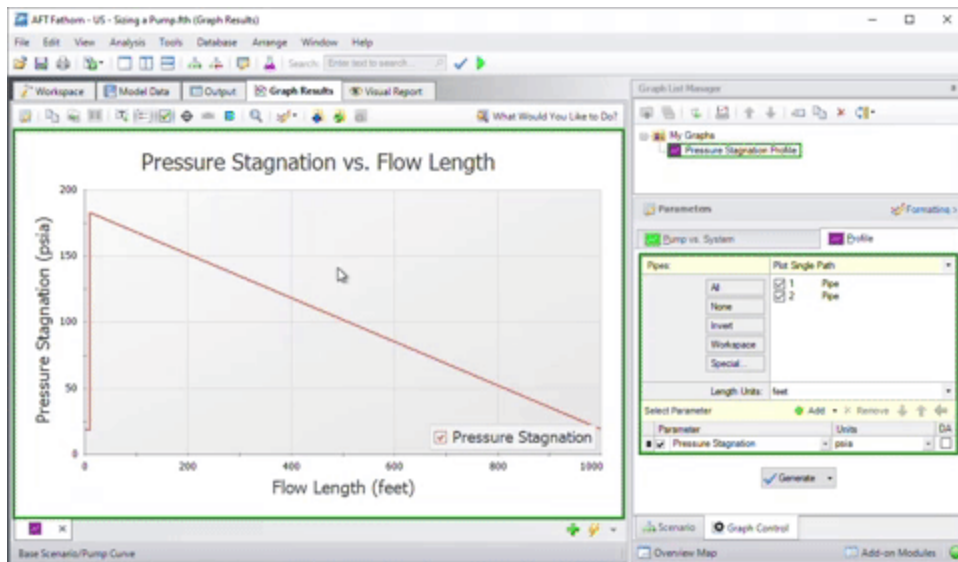 AFT Fathom - US - Sizing a Pump.fth (Graph Results)
File Edit View Analysis Tools Database Arrange Window Help
Search: Enter text to search...
Workspace Model Data Output Graph Results Visual Report
What Would You Like to Do?
Pressure Stagnation vs. Flow Length
Pressure Stagnation (psia)
200
150
100
50
0
0 200 400 600 800 1000
Pressure Stagnation
Flow Length (feet)
Base Scenario/Pump Curve
Graph List Manager
My Graphs
Pressure Stagnation Profile
Parameters Formatting >
Pump vs. System Profile
Pipes: Plot Single Path
All
None
Invert
Workspace
Special...
1 Pipe
2 Pipe
Length Units: feet
Select Parameter Add Remove
Parameter Units DA
Pressure Stagnation psia
Generate
Scenario Graph Control
Overview Map Add-on Modules